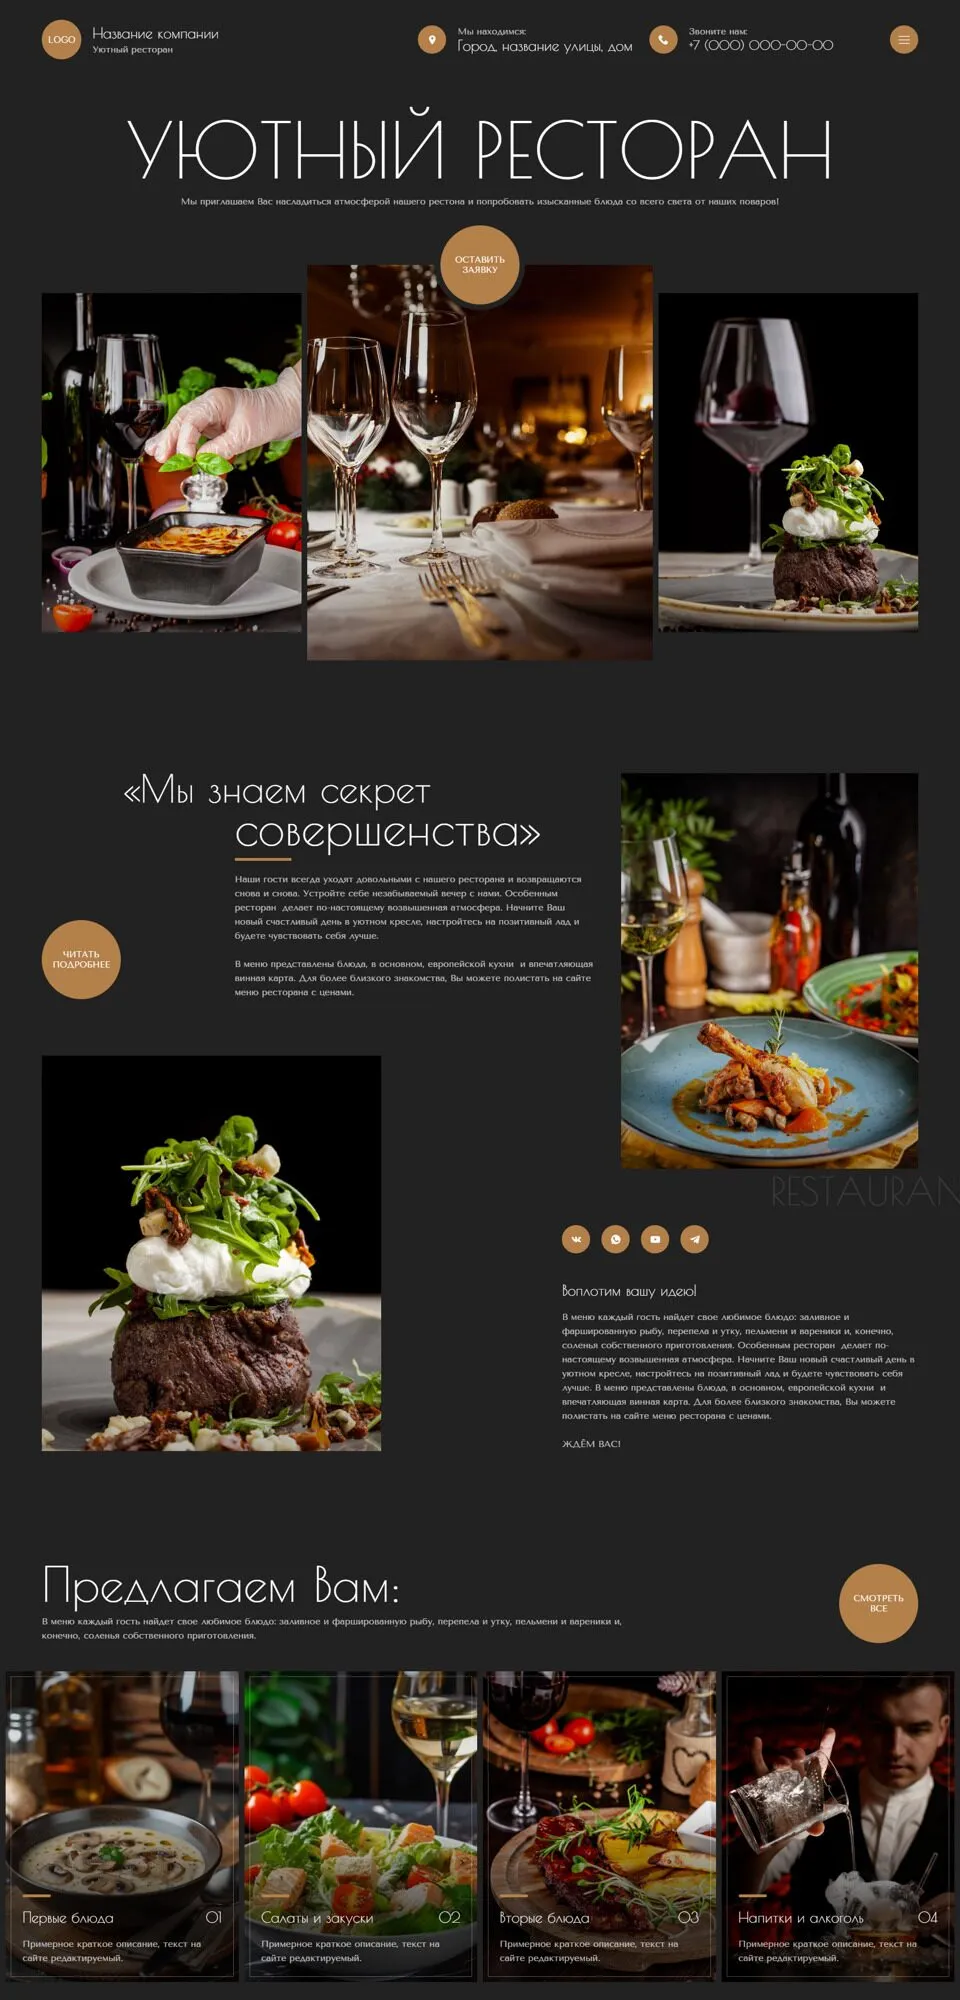 LOGO
Название компании
Уютный ресторан
Мы находимся:
Город, название улицы, дом
Звоните нам:
+7 (000) 000-00-00
УЮТНЫЙ РЕСТОРАН
Мы приглашаем Вас насладиться атмосферой нашего рестона и попробовать изысканные блюда со всего света от наших поваров!
ОСТАВИТЬ
ЗАЯВКУ
«Мы знаем секрет
совершенства»
Наши гости всегда уходят довольными с нашего ресторана и возвращаются
снова и снова. Устройте себе незабываемый вечер с нами. Особенным
ресторан делает по-настоящему возвышенная атмосфера. Начните Ваш
новый счастливый день в уютном кресле, настройтесь на позитивный лад и
будете чувствовать себя лучше.
В меню представлены блюда, в основном, европейской кухни и впечатляющая
винная карта. Для более близкого знакомства, Вы можете полистать на сайте
меню ресторана с ценами.
ЧИТАТЬ
ПОДРОБНЕЕ
RESTAURAN
Воплотим вашу идею!
В меню каждый гость найдет свое любимое блюдо: заливное и
фаршированную рыбу, перепела и утку, пельмени и вареники и, конечно,
соленья собственного приготовления. Особенным ресторан делает по-
настоящему возвышенная атмосфера. Начните Ваш новый счастливый день в
уютном кресле, настройтесь на позитивный лад и будете чувствовать себя
лучше. В меню представлены блюда, в основном, европейской кухни и
впечатляющая винная карта. Для более близкого знакомства, Вы можете
полистать на сайте меню ресторана с ценами.
ЖДЁМ ВАС!
Предлагаем Вам:
В меню каждый гость найдет свое любимое блюдо: заливное и фаршированную рыбу, перепела и утку, пельмени и вареники и,
конечно, соленья собственного приготовления.
СМОТРЕТЬ
ВСЕ
Первые блюда 01
Примерное краткое описание, текст на
сайте редактируемый.
Салаты и закуски 02
Примерное краткое описание, текст на
сайте редактируемый.
Вторые блюда 03
Примерное краткое описание, текст на
сайте редактируемый.
Напитки и алкоголь 04
Примерное краткое описание, текст на
сайте редактируемый.